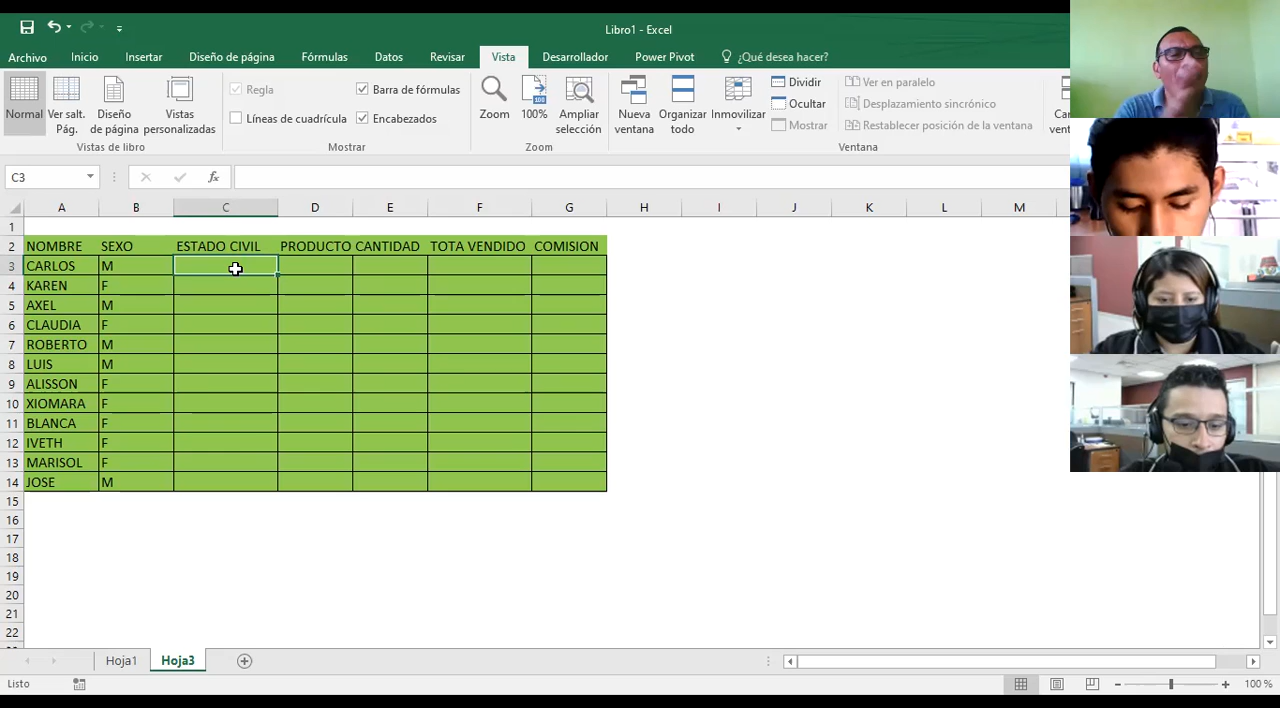 Libro1 - Excel
Archivo Inicio Insertar Diseño de página Fórmulas Datos Revisar Vista Desarrollador Power Pivot ¿Qué desea hacer?
Normal Ver salt. Pág. Diseño de página Vistas personalizadas
Vistas de libro
Regla Barra de fórmulas
Líneas de cuadrícula Encabezados
Mostrar
Zoom 100% Ampliar selección
100
Zoom
Nueva ventana Organizar todo Inmovilizar
Dividir
Ocultar
Mostrar
Ver en paralelo
Desplazamiento sincrónico
Restablecer posición de la ventana
Ventana
C3 fx
A B C D E F G H I J K L M
1
2 NOMBRE SEXO ESTADO CIVIL PRODUCTO CANTIDAD TOTA VENDIDO COMISION
3 CARLOS M
4 KAREN F
5 AXEL M
6 CLAUDIA F
7 ROBERTO M
8 LUIS M
9 ALISSON F
10 XIOMARA F
11 BLANCA F
12 IVETH F
13 MARISOL F
14 JOSE M
15
16
17
18
19
20
21
22
Hoja1 Hoja3
Listo 100 %